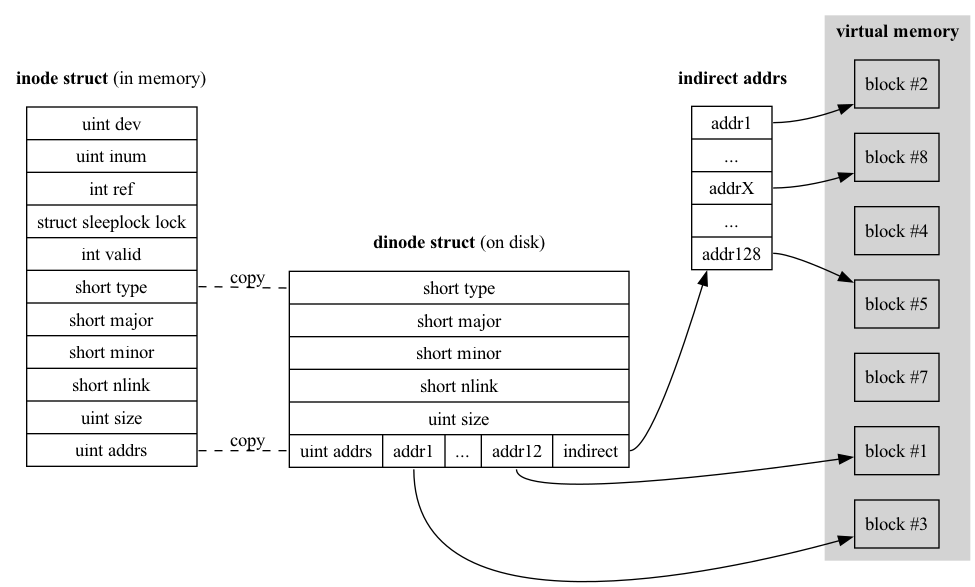 inode struct (in memory)
uint dev
uint inum
int ref
struct sleeplock lock
int valid
short type
short major
short minor
short nlink
uint size
uint addrs
copy
copy
dinode struct (on disk)
short type
short major
short minor
short nlink
uint size
uint addrs addr1 ... addr12 indirect
indirect addrs
addr1
...
addrX
...
addr128
virtual memory
block #2
block #8
block #4
block #5
block #7
block #1
block #3